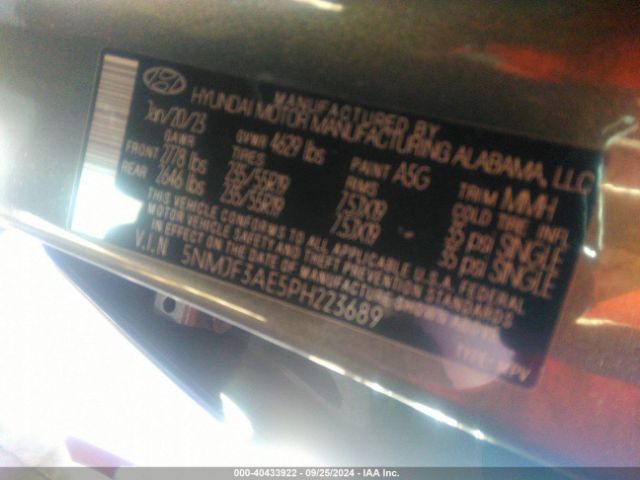 MANUFACTURED BY
HYUNDAI MOTOR MANUFACTURING ALABAMA, LLC
Jan/20/23 GVWR 4629 lbs PAINT A5G TRIM MMH
GAWR TIRES RIMS COLD TIRE INFL
FRONT 2778 lbs 235/55R19 7.5JX19 35 psi SINGLE
REAR 2646 lbs 235/55R19 7.5JX19 35 psi SINGLE
THIS VEHICLE CONFORMS TO ALL APPLICABLE U.S.A. FEDERAL
MOTOR VEHICLE SAFETY AND THEFT PREVENTION STANDARDS
IN EFFECT ON THE DATE OF MANUFACTURE SHOWN ABOVE.
V.I.N 5NMJF3AE5PH223689 TYPE: MPV
000-40433922 - 09/25/2024 - IAA Inc.